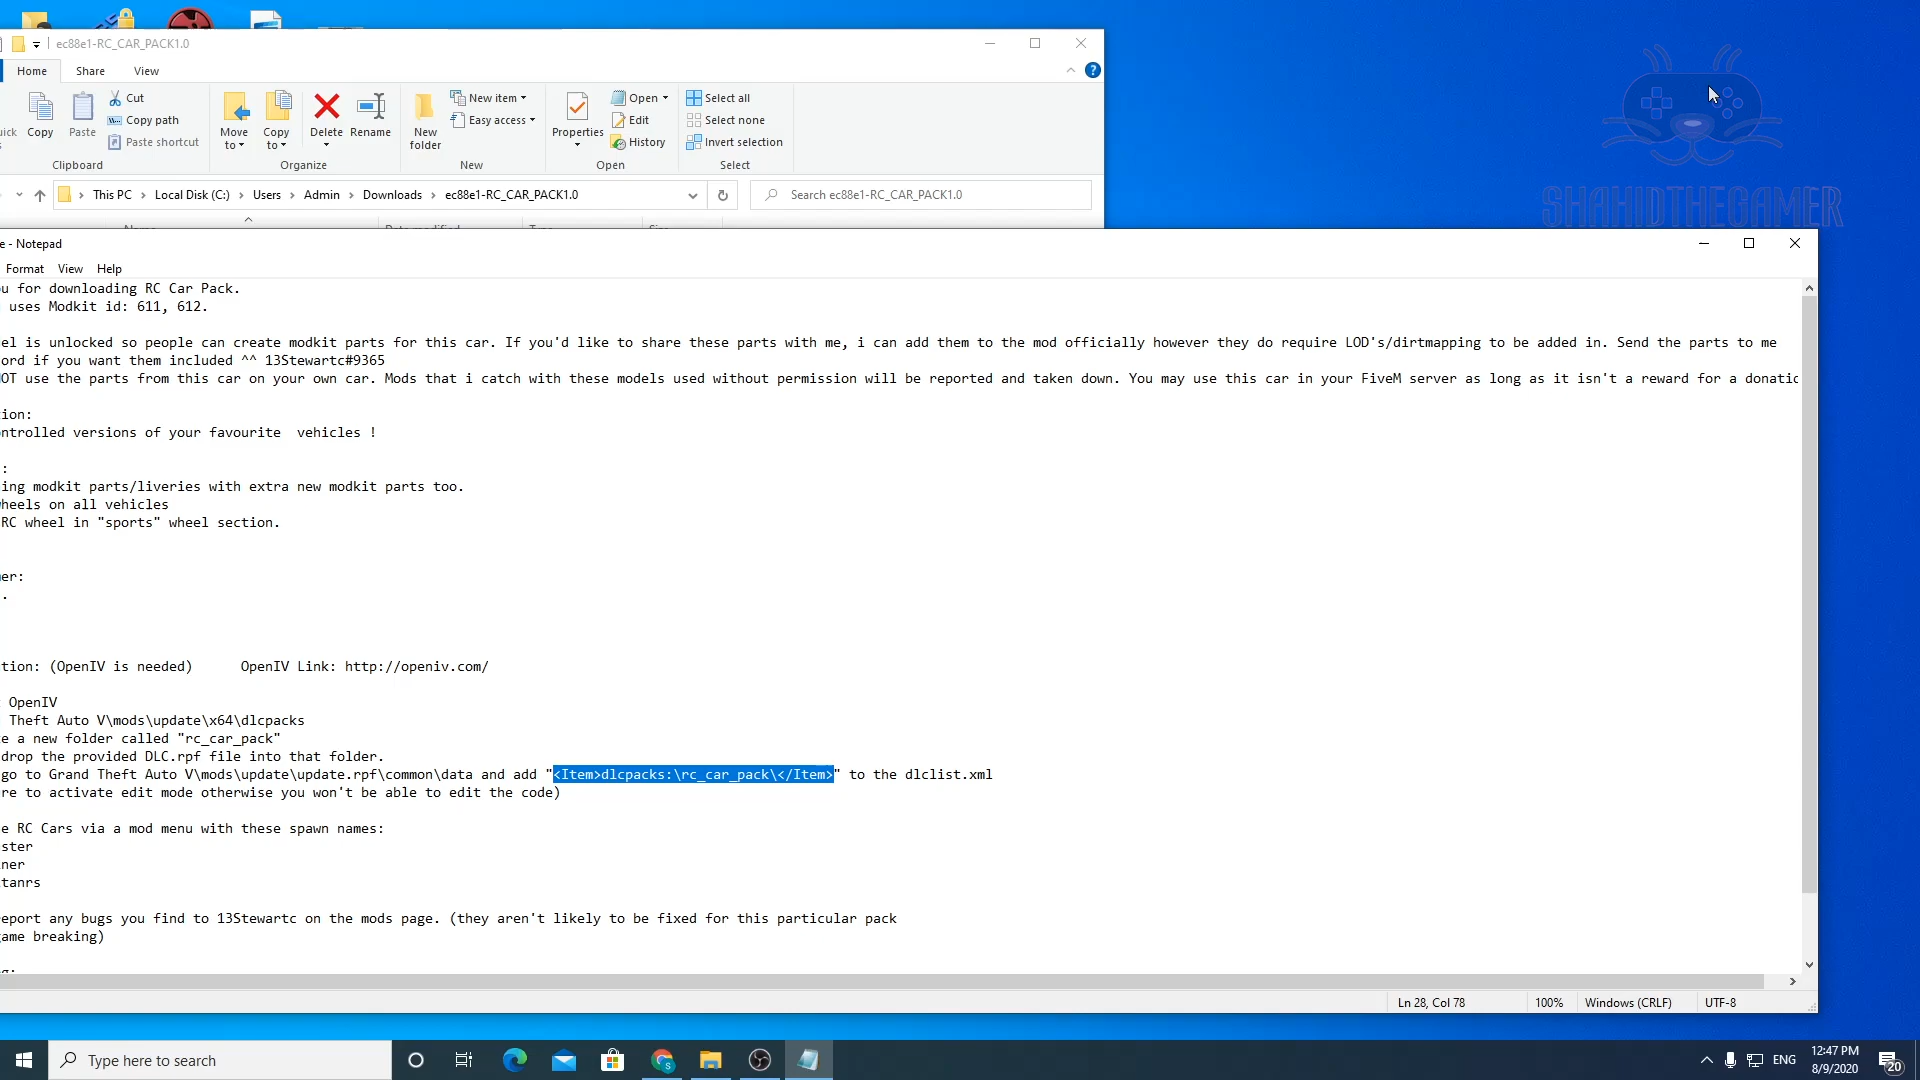 ec88e1-RC_CAR_PACK1.0
Home Share View
Copy Paste Cut Copy path Paste shortcut
Move to Copy to Delete Rename
New folder New item Easy access
Properties Open Edit History
Select all Select none Invert selection
Clipboard Organize New Open Select
This PC Local Disk (C:) Users Admin Downloads ec88e1-RC_CAR_PACK1.0
Search ec88e1-RC_CAR_PACK1.0
SHAHIDTHEGAMER
e - Notepad
Format View Help
u for downloading RC Car Pack.
uses Modkit id: 611, 612.
el is unlocked so people can create modkit parts for this car. If you'd like to share these parts with me, i can add them to the mod officially however they do require LOD's/dirtmapping to be added in. Send the parts to me
ord if you want them included ^^ 13Stewartc#9365
OT use the parts from this car on your own car. Mods that i catch with these models used without permission will be reported and taken down. You may use this car in your FiveM server as long as it isn't a reward for a donatic
ion:
ntrolled versions of your favourite  vehicles !
:
ing modkit parts/liveries with extra new modkit parts too.
wheels on all vehicles
RC wheel in "sports" wheel section.
er:
.
tion: (OpenIV is needed)      OpenIV Link: http://openiv.com/
OpenIV
Theft Auto V\mods\update\x64\dlcpacks
e a new folder called "rc_car_pack"
drop the provided DLC.rpf file into that folder.
go to Grand Theft Auto V\mods\update\update.rpf\common\data and add "<Item>dlcpacks:\rc_car_pack\</Item>" to the dlclist.xml
re to activate edit mode otherwise you won't be able to edit the code)
e RC Cars via a mod menu with these spawn names:
ster
ner
tanrs
eport any bugs you find to 13Stewartc on the mods page. (they aren't likely to be fixed for this particular pack
ame breaking)
Ln 28, Col 78 100% Windows (CRLF) UTF-8
Type here to search
ENG
12:47 PM
8/9/2020
20